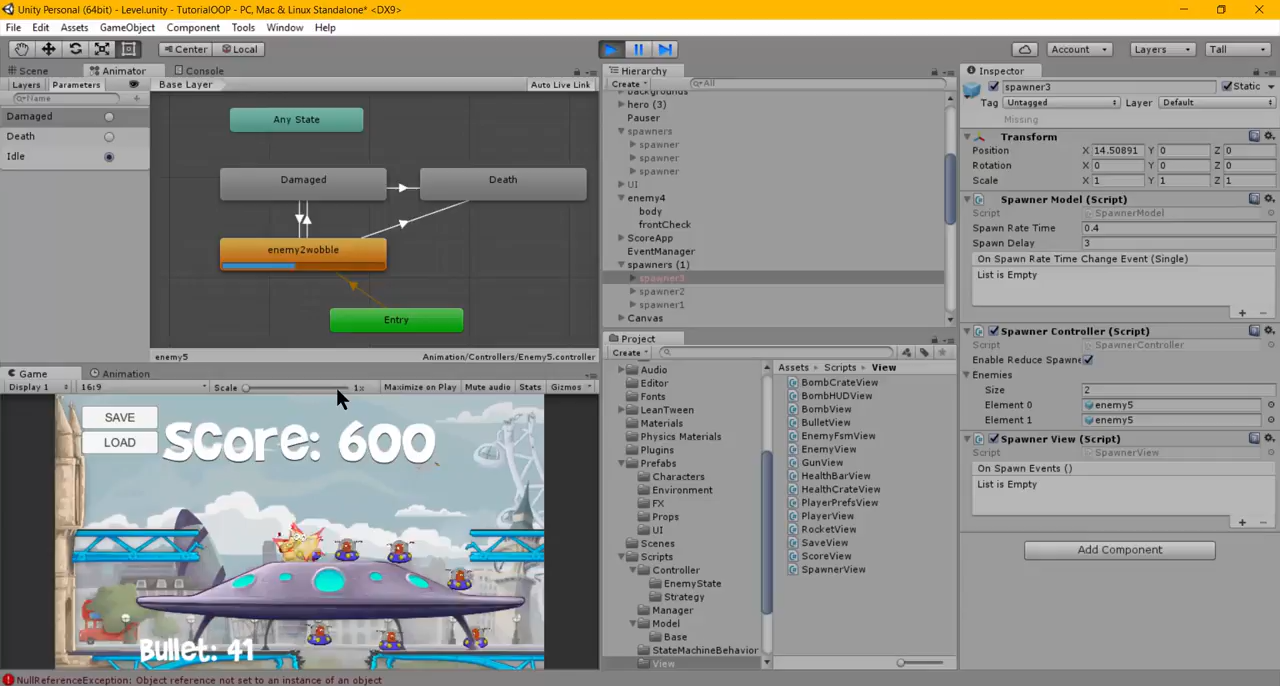 Unity Personal (64bit) - Level.unity - TutorialOOP - PC, Mac & Linux Standalone* <DX9>
File Edit Assets GameObject Component Tools Window Help
Center Local Account Layers Tall
Scene Animator Console
Layers Parameters Base Layer Auto Live Link
Name
Damaged
Death
Idle
Any State
Damaged
Death
enemy2wobble
Entry
enemy5 Animation/Controllers/Enemy5.controller
Hierarchy
Create All
backgrounds
hero (3)
Pauser
spawners
spawner
spawner
spawner
UI
enemy4
body
frontCheck
ScoreApp
EventManager
spawners (1)
spawner3
spawner2
spawner1
Canvas
Game Animation
Display 1 16:9 Scale 1x Maximize on Play Mute audio Stats Gizmos
SAVE
LOAD
Score: 600
Bullet: 41
Project
Create
Audio
Editor
Fonts
LeanTween
Materials
Physics Materials
Plugins
Prefabs
Characters
Environment
FX
Props
UI
Scenes
Scripts
Controller
EnemyState
Strategy
Manager
Model
Base
StateMachineBehavior
View
Assets Scripts View
BombCrateView
BombHUDView
BombView
BulletView
EnemyFsmView
EnemyView
GunView
HealthBarView
HealthCrateView
PlayerPrefsView
PlayerView
RocketView
SaveView
ScoreView
SpawnerView
Inspector
spawner3 Static
Tag Untagged Layer Default
Missing
Transform
Position X 14.50891 Y 0 Z 0
Rotation X 0 Y 0 Z 0
Scale X 1 Y 1 Z 1
Spawner Model (Script)
Script SpawnerModel
Spawn Rate Time 0.4
Spawn Delay 3
On Spawn Rate Time Change Event (Single)
List is Empty
Spawner Controller (Script)
Script SpawnerController
Enable Reduce Spawne
Enemies
Size 2
Element 0 enemy5
Element 1 enemy5
Spawner View (Script)
Script SpawnerView
On Spawn Events ()
List is Empty
Add Component
NullReferenceException: Object reference not set to an instance of an object